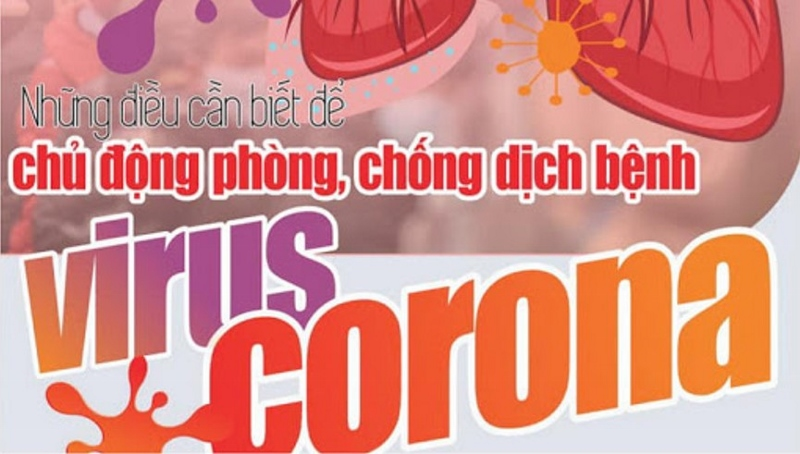 Những điều cần biết để
chủ động phòng, chống dịch bệnh
virus
corona